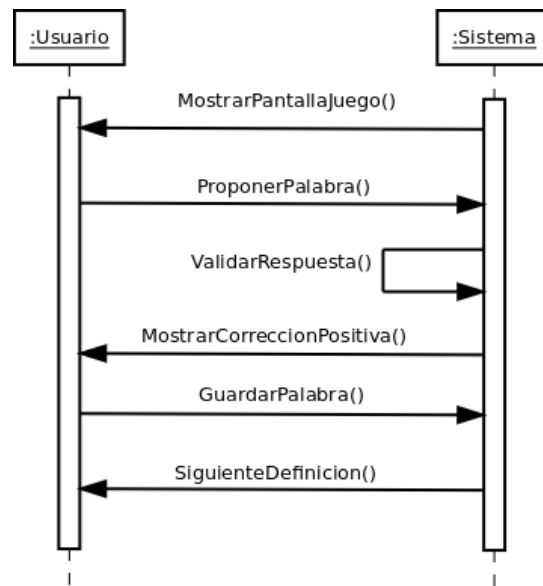 :Usuario
:Sistema
MostrarPantallaJuego()
ProponerPalabra()
ValidarRespuesta()
MostrarCorreccionPositiva()
GuardarPalabra()
SiguienteDefinicion()